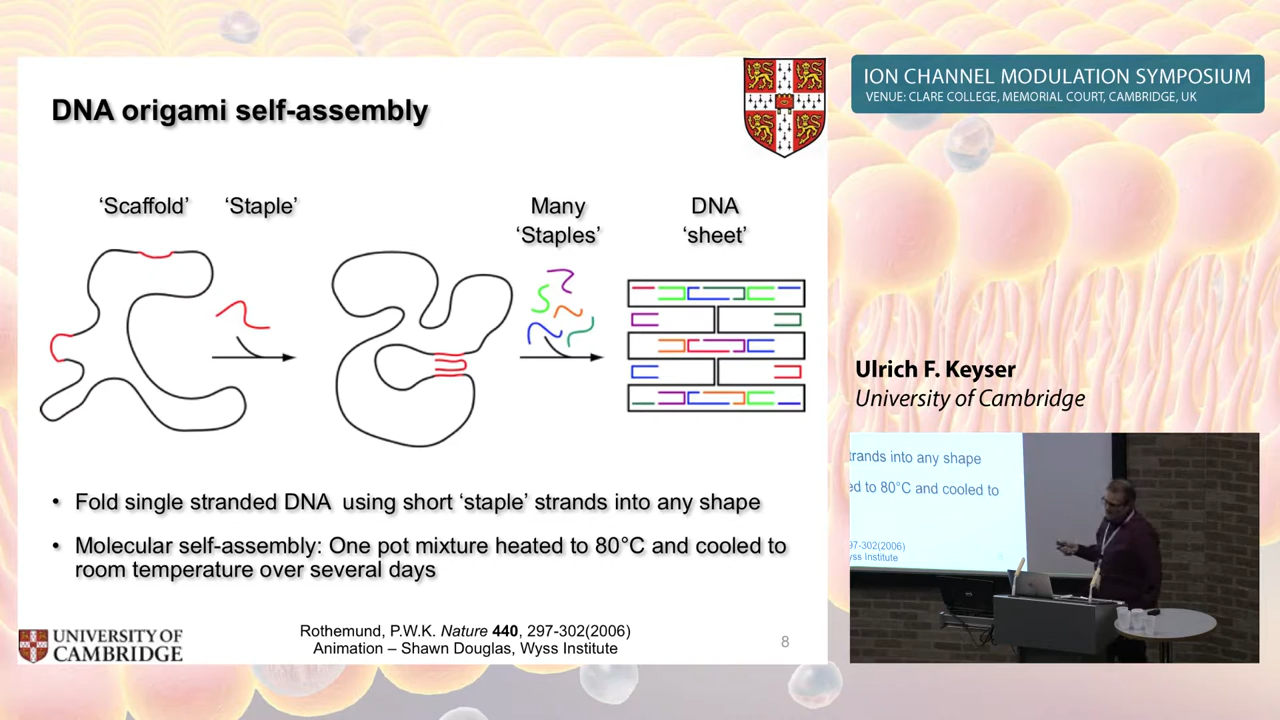 DNA origami self-assembly
‘Scaffold’ ‘Staple’
Many
‘Staples’
DNA
‘sheet’
• Fold single stranded DNA using short ‘staple’ strands into any shape
• Molecular self-assembly: One pot mixture heated to 80°C and cooled to
room temperature over several days
UNIVERSITY OF
CAMBRIDGE
Rothemund, P.W.K. Nature 440, 297-302(2006)
Animation – Shawn Douglas, Wyss Institute
8
ION CHANNEL MODULATION SYMPOSIUM
VENUE: CLARE COLLEGE, MEMORIAL COURT, CAMBRIDGE, UK
Ulrich F. Keyser
University of Cambridge
trands into any shape
ed to 80°C and cooled to
97-302(2006)
yss Institute